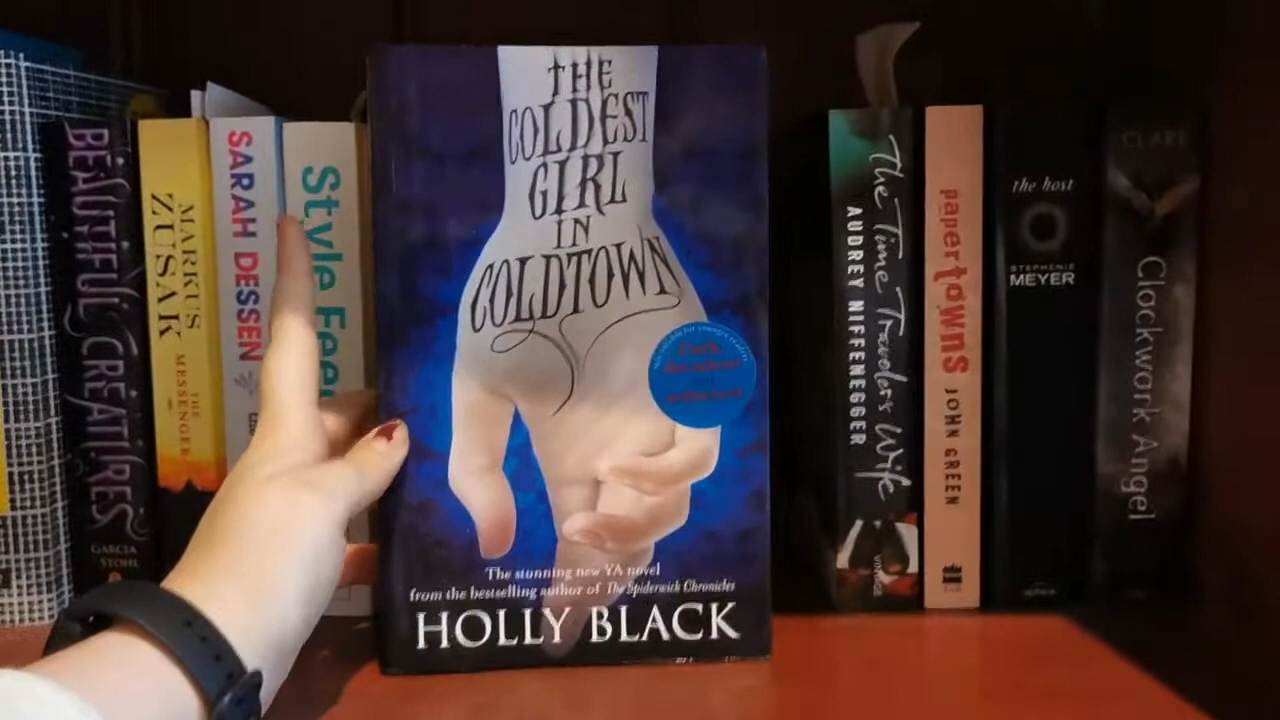 BEAUTIFUL CREATURES
GARCIA
STOHL
MARKUS
ZUSAK
THE
MESSENGER
SARAH DESSEN
Style
THE
COLDEST
GIRL
IN
COLDTOWN
The stunning new YA novel
from the bestselling author of The Spiderwick Chronicles
HOLLY BLACK
The Time Traveler's Wife
AUDREY NIFFENEGGER
VINTAGE
papertowns
JOHN GREEN
the host
STEPHENIE
MEYER
CLARE
Clockwork Angel